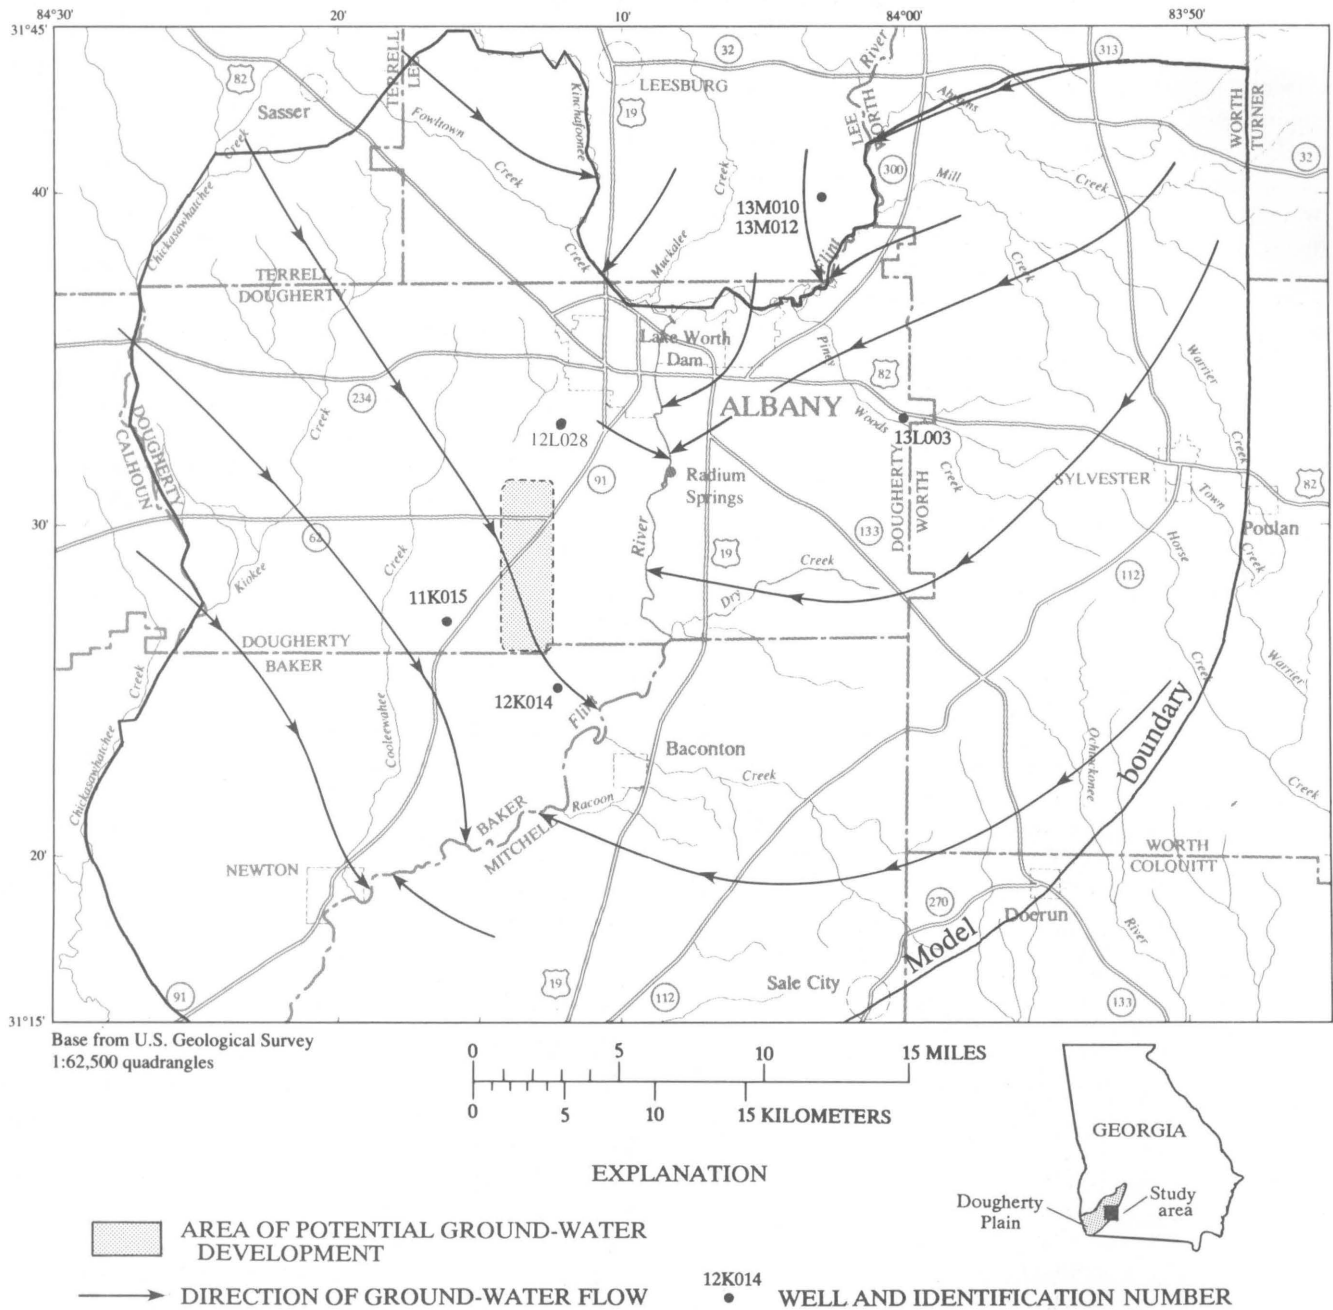 84°30' 20' 10' 84°00' 83°50'
31°45'
TERRELL
LEE
32
River
313
82
LEESBURG
Sasser
Kinchafoonee
19
Fowltown
Creek
LEE
WORTH
Abrams
WORTH
TURNER
32
Creek
Creek
300
Mill
Creek
40'
13M010
13M012
Chickasawhatchee
Creek
Muckalee
Flint
Creek
TERRELL
DOUGHERTY
Lake Worth
Dam
Piney
Warrier
82
234
Creek
ALBANY
Woods
12L028
13L003
Creek
DOUGHERTY
CALHOUN
91
Radium
Springs
Creek
SYLVESTER
82
Town
DOUGHERTY
WORTH
30'
62
River
133
Poulan
Horse
Creek
Creek
19
112
Kiokee
Creek
Dry
11K015
DOUGHERTY
BAKER
Warrier
Creek
Creek
12K014
Flint
Cooleewahee
Baconton
Ochlockonee
boundary
Chickasawhatchee
Creek
Creek
Racoon
BAKER
MITCHELL
WORTH
COLQUITT
20'
NEWTON
270
Doerun
Model
River
Sale City
91
19
112
133
31°15'
Base from U.S. Geological Survey
1:62,500 quadrangles
0 5 10 15 MILES
0 5 10 15 KILOMETERS
GEORGIA
EXPLANATION
Dougherty
Plain
Study
area
AREA OF POTENTIAL GROUND-WATER
DEVELOPMENT
12K014
DIRECTION OF GROUND-WATER FLOW
WELL AND IDENTIFICATION NUMBER